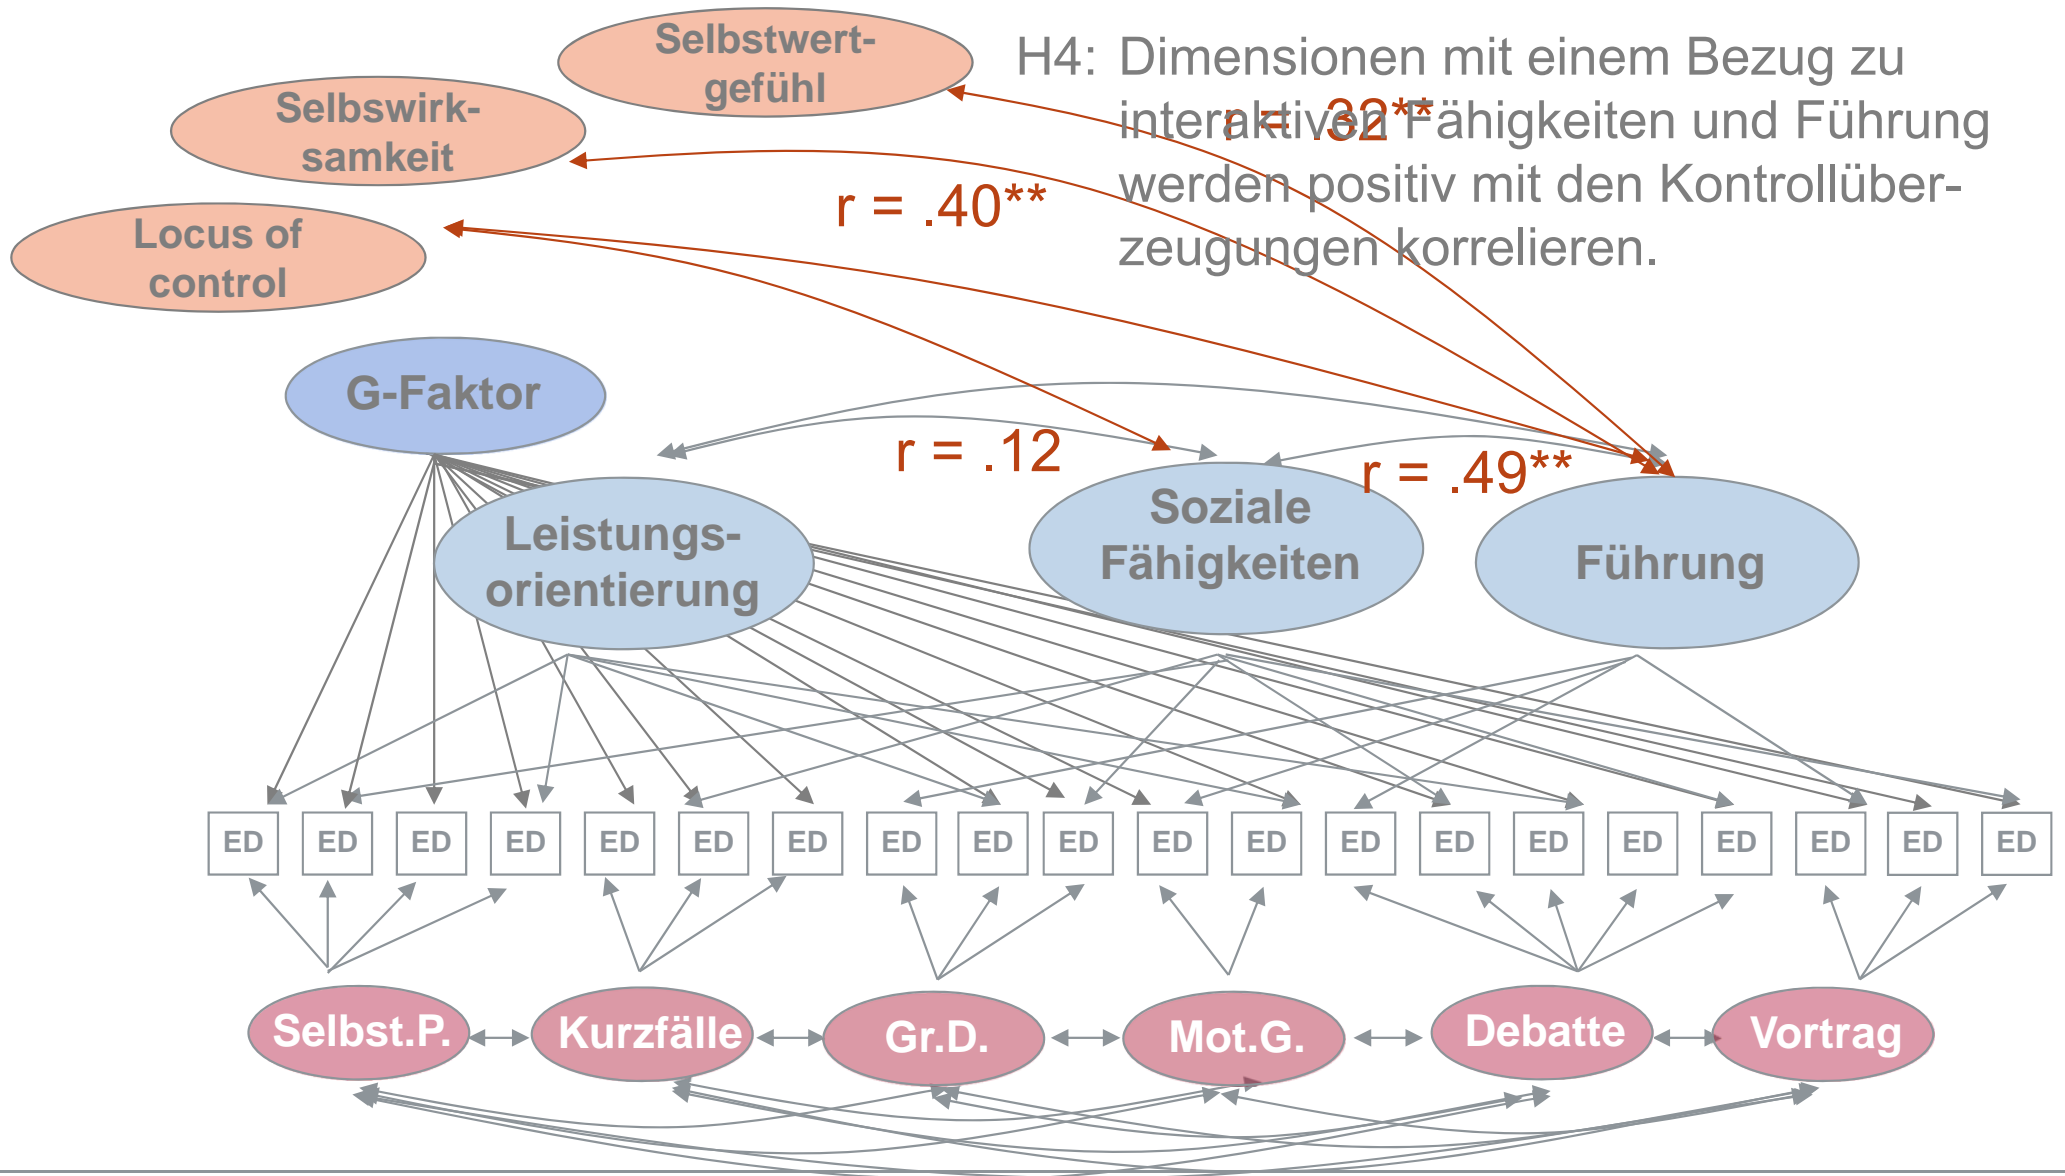 Selbstwert-
gefühl
H4: Dimensionen mit einem Bezug zu
interaktiven Fähigkeiten und Führung
werden positiv mit den Kontrollüber-
zeugungen korrelieren.
r = .32**
Selbswirk-
samkeit
r = .40**
Locus of
control
G-Faktor
r = .12
r = .49**
Leistungs-
orientierung
Soziale
Fähigkeiten
Führung
ED ED ED ED ED ED ED ED ED ED ED ED ED ED ED ED ED ED ED ED
Selbst.P. Kurzfälle Gr.D. Mot.G. Debatte Vortrag